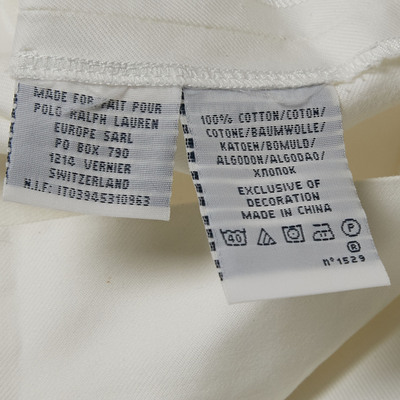 MADE FOR FAIT POUR
POLO RALPH LAUREN
EUROPE SARL
PO BOX 790
1214 VERNIER
SWITZERLAND
N.I.F: IT03945310963
100% COTTON/COTON/
COTONE/BAUMWOLLE/
KATOEN/BOMULD/
ALGODON/ALGODAO/
ΧΛΟΠΟΚ
EXCLUSIVE OF
DECORATION
MADE IN CHINA
40
P
R
n° 1529